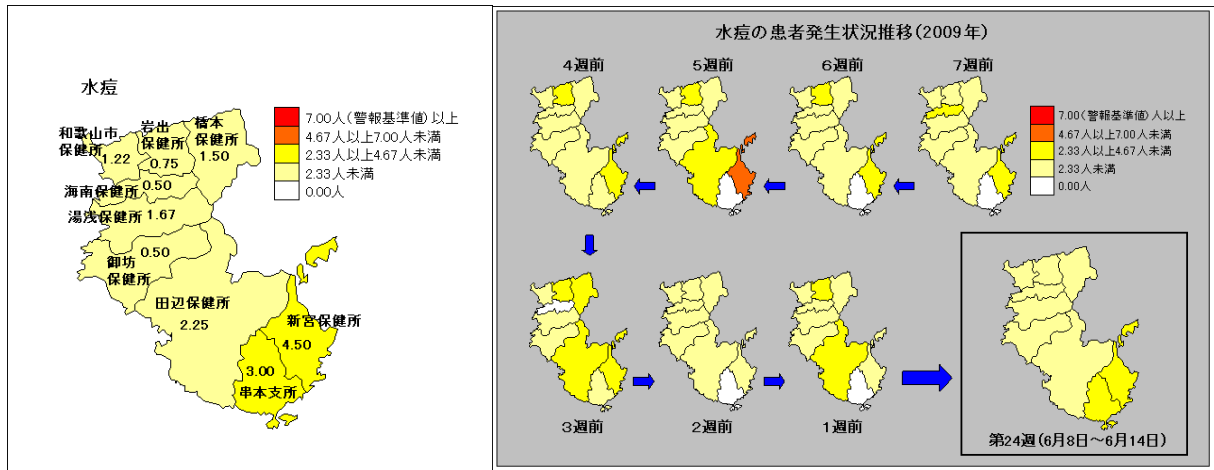 水痘
7.00人(警報基準値)以上
4.67人以上7.00人未満
2.33人以上4.67人未満
2.33人未満
0.00人
和歌山市
保健所
1.22
岩出
保健所
0.75
橋本
保健所
1.50
海南保健所
0.50
湯浅保健所
1.67
御坊
保健所
0.50
田辺保健所
2.25
新宮保健所
4.50
3.00
串本支所
水痘の患者発生状況推移(2009年)
4週前
5週前
6週前
7週前
7.00(警報基準値)人以上
4.67人以上7.00人未満
2.33人以上4.67人未満
2.33人未満
0.00人
3週前
2週前
1週前
第24週(6月8日~6月14日)